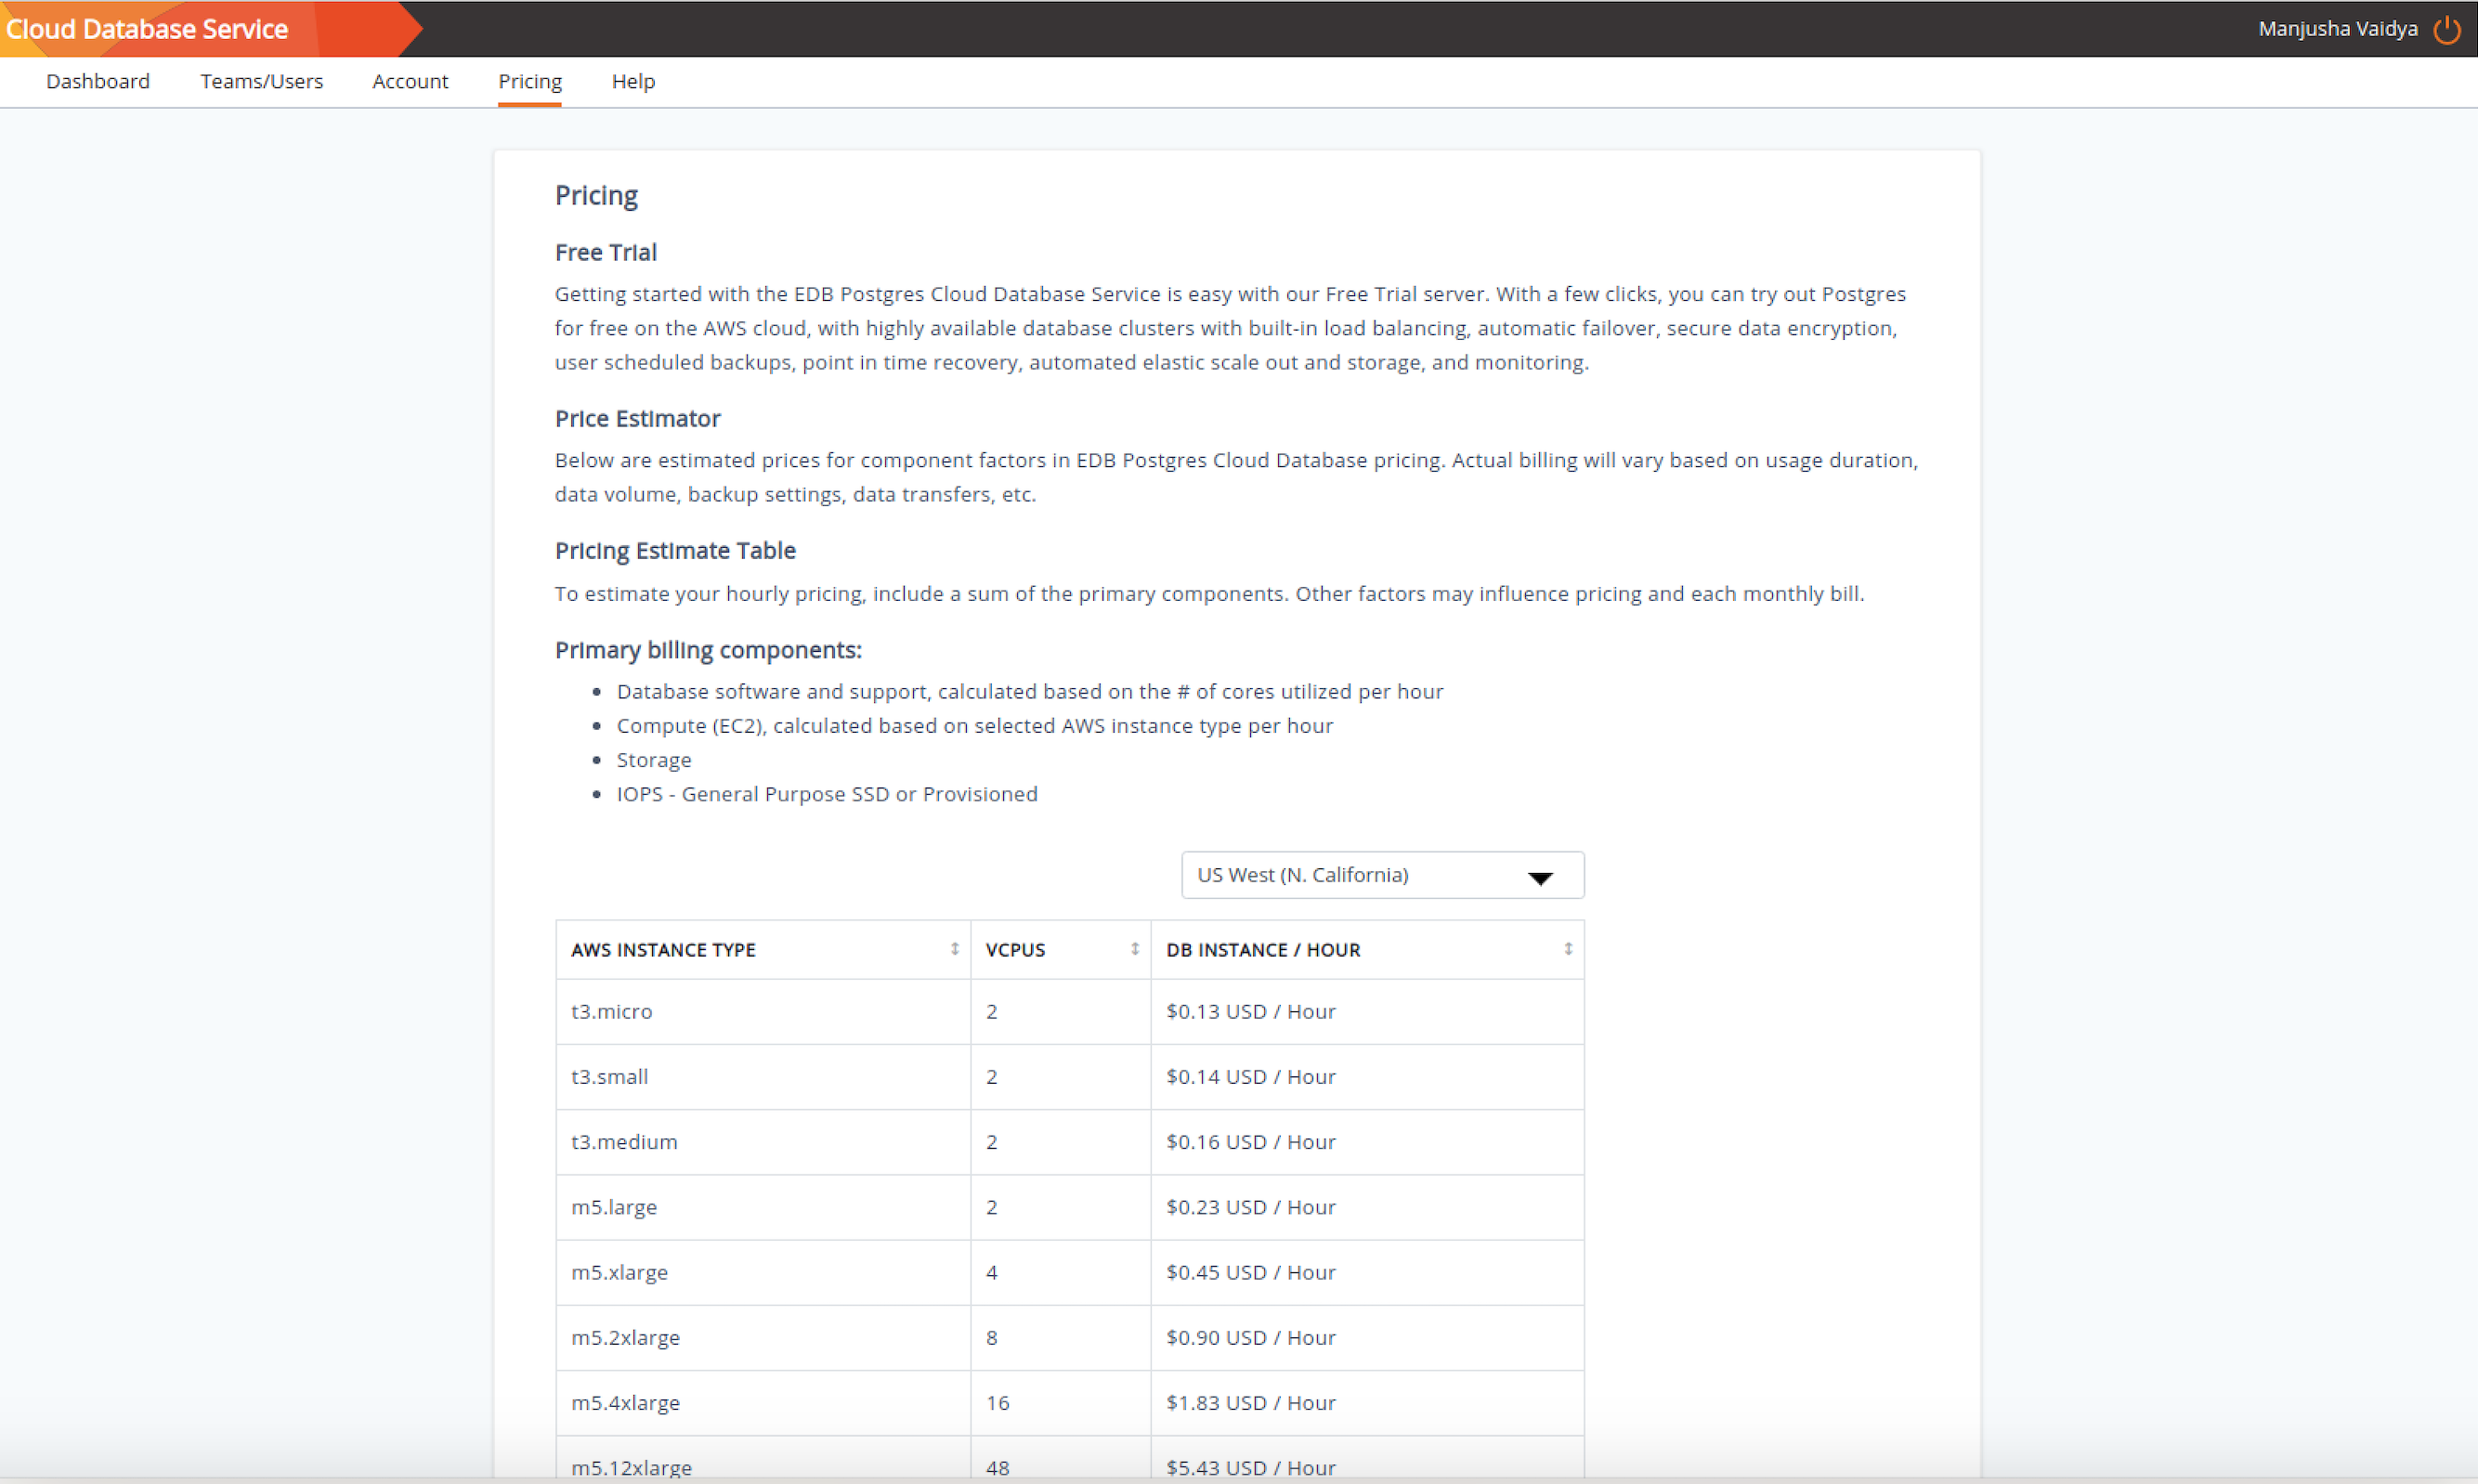 Cloud Database Service
Manjusha Vaidya
Dashboard Teams/Users Account Pricing Help
Pricing
Free Trial
Getting started with the EDB Postgres Cloud Database Service is easy with our Free Trial server. With a few clicks, you can try out Postgres
for free on the AWS cloud, with highly available database clusters with built-in load balancing, automatic failover, secure data encryption,
user scheduled backups, point in time recovery, automated elastic scale out and storage, and monitoring.
Price Estimator
Below are estimated prices for component factors in EDB Postgres Cloud Database pricing. Actual billing will vary based on usage duration,
data volume, backup settings, data transfers, etc.
Pricing Estimate Table
To estimate your hourly pricing, include a sum of the primary components. Other factors may influence pricing and each monthly bill.
Primary billing components:
• Database software and support, calculated based on the # of cores utilized per hour
• Compute (EC2), calculated based on selected AWS instance type per hour
• Storage
• IOPS - General Purpose SSD or Provisioned
US West (N. California)
AWS INSTANCE TYPE VCPUS DB INSTANCE / HOUR
t3.micro 2 $0.13 USD / Hour
t3.small 2 $0.14 USD / Hour
t3.medium 2 $0.16 USD / Hour
m5.large 2 $0.23 USD / Hour
m5.xlarge 4 $0.45 USD / Hour
m5.2xlarge 8 $0.90 USD / Hour
m5.4xlarge 16 $1.83 USD / Hour
m5.12xlarge 48 $5.43 USD / Hour